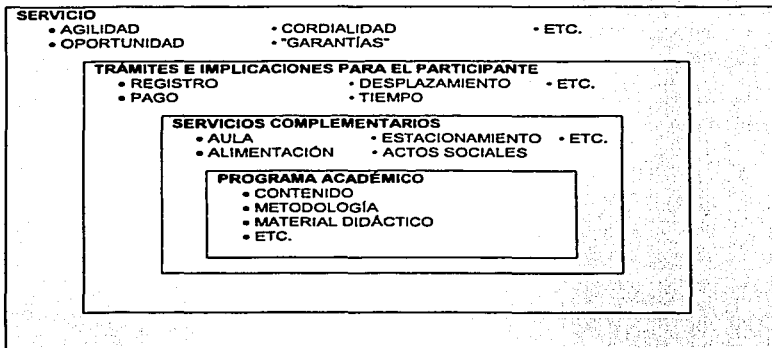 SERVICIO
• AGILIDAD • CORDIALIDAD • ETC.
• OPORTUNIDAD • "GARANTÍAS"
TRÁMITES E IMPLICACIONES PARA EL PARTICIPANTE
• REGISTRO • DESPLAZAMIENTO • ETC.
• PAGO • TIEMPO
SERVICIOS COMPLEMENTARIOS
• AULA • ESTACIONAMIENTO • ETC.
• ALIMENTACIÓN • ACTOS SOCIALES
PROGRAMA ACADÉMICO
• CONTENIDO
• METODOLOGÍA
• MATERIAL DIDÁCTICO
• ETC.